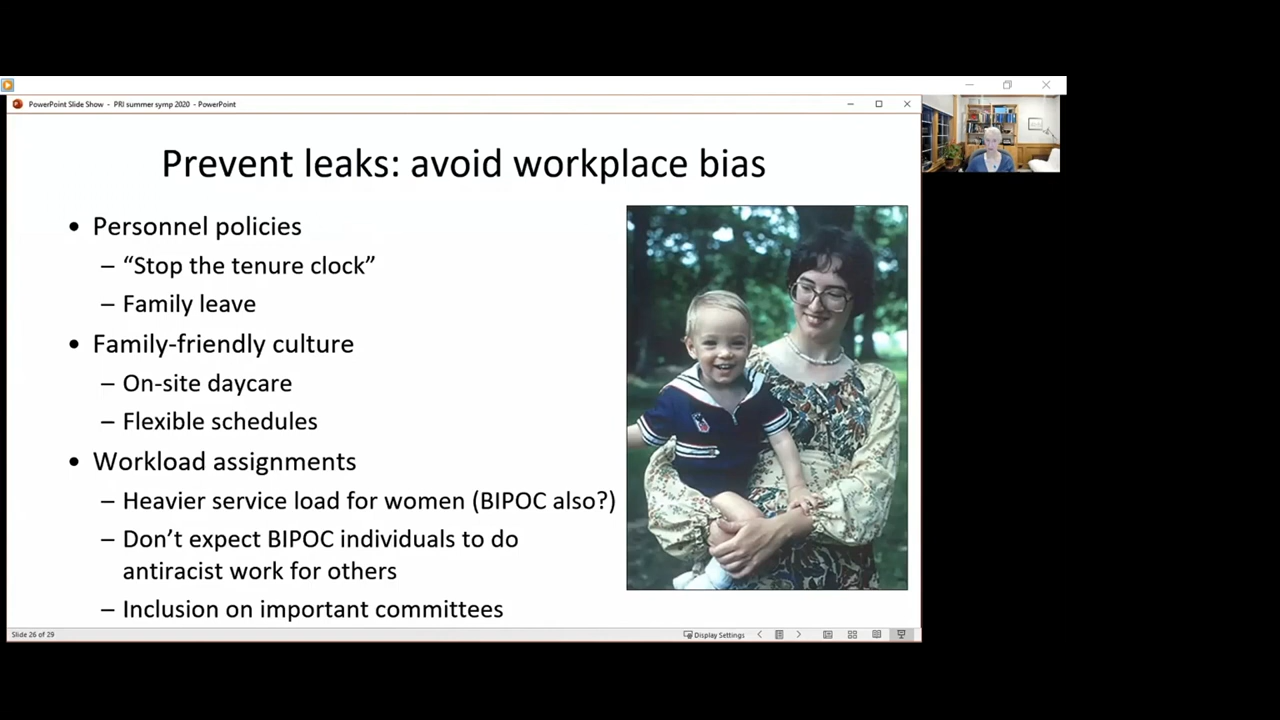 PowerPoint Slide Show - PRI summer symp 2020 - PowerPoint
Prevent leaks: avoid workplace bias
• Personnel policies
– “Stop the tenure clock”
– Family leave
• Family-friendly culture
– On-site daycare
– Flexible schedules
• Workload assignments
– Heavier service load for women (BIPOC also?)
– Don’t expect BIPOC individuals to do
antiracist work for others
– Inclusion on important committees
Slide 26 of 29
Display Settings